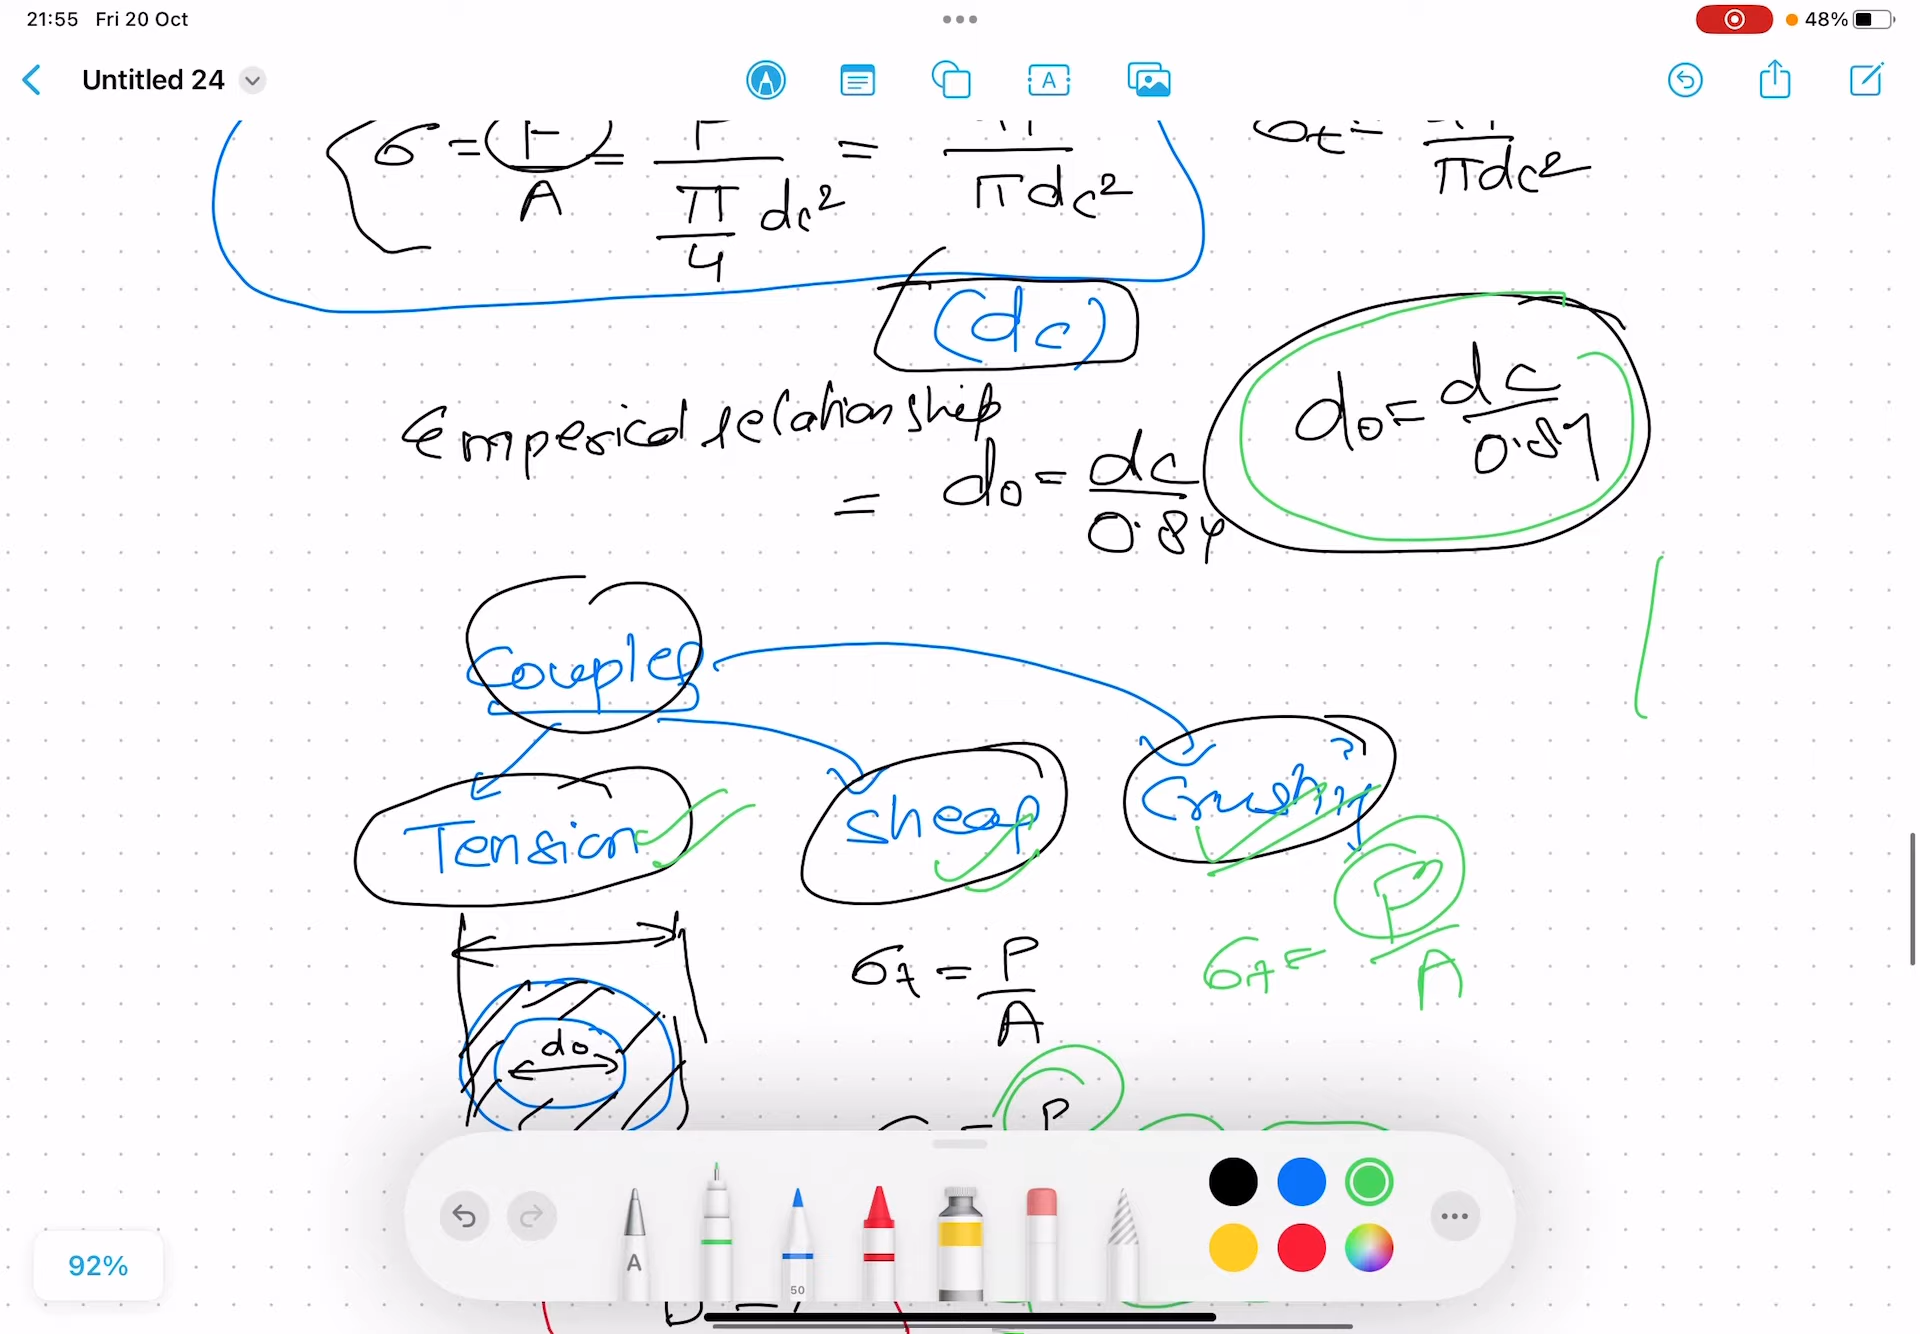 21:55 Fri 20 Oct
48%
Untitled 24
A
σ = F/A = P/(π/4 dc²) = /πdc²
σt = /πdc²
(dc)
Emperical relationship
= do = dc/0.84
do = dc/0.84
Coupler
Tension
Shear
Crushing
σt = P/A
σt = P/A
do
= P
A
50
92%